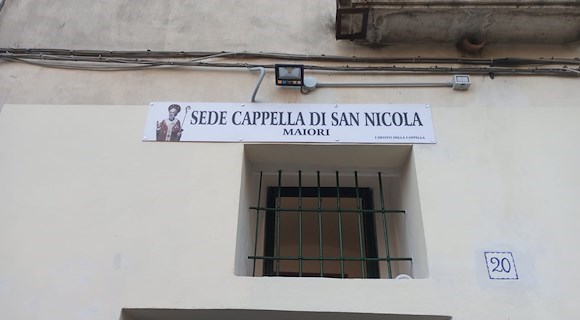 SEDE CAPPELLA DI SAN NICOLA
MAIORI
I DEVOTI DELLA CAPPELLA
20